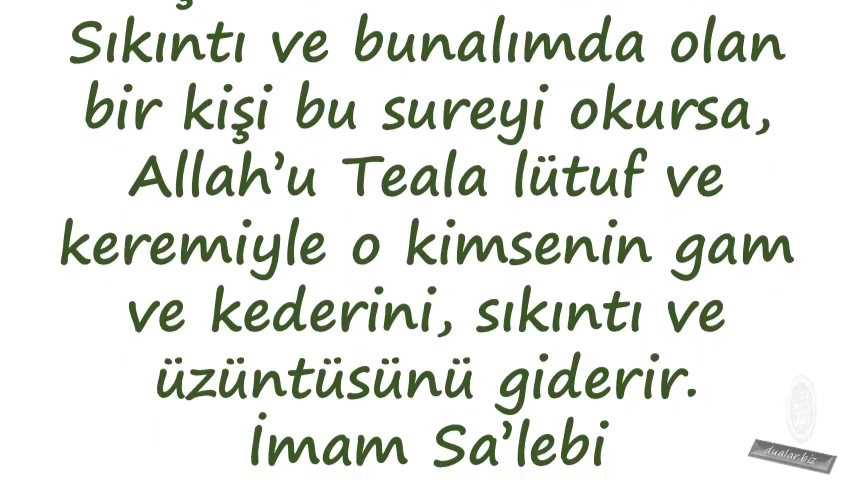 Sıkıntı ve bunalımda olan
bir kişi bu sureyi okursa,
Allah’u Teala lütuf ve
keremiyle o kimsenin gam
ve kederini, sıkıntı ve
üzüntüsünü giderir.
İmam Sa’lebi
dualar.biz